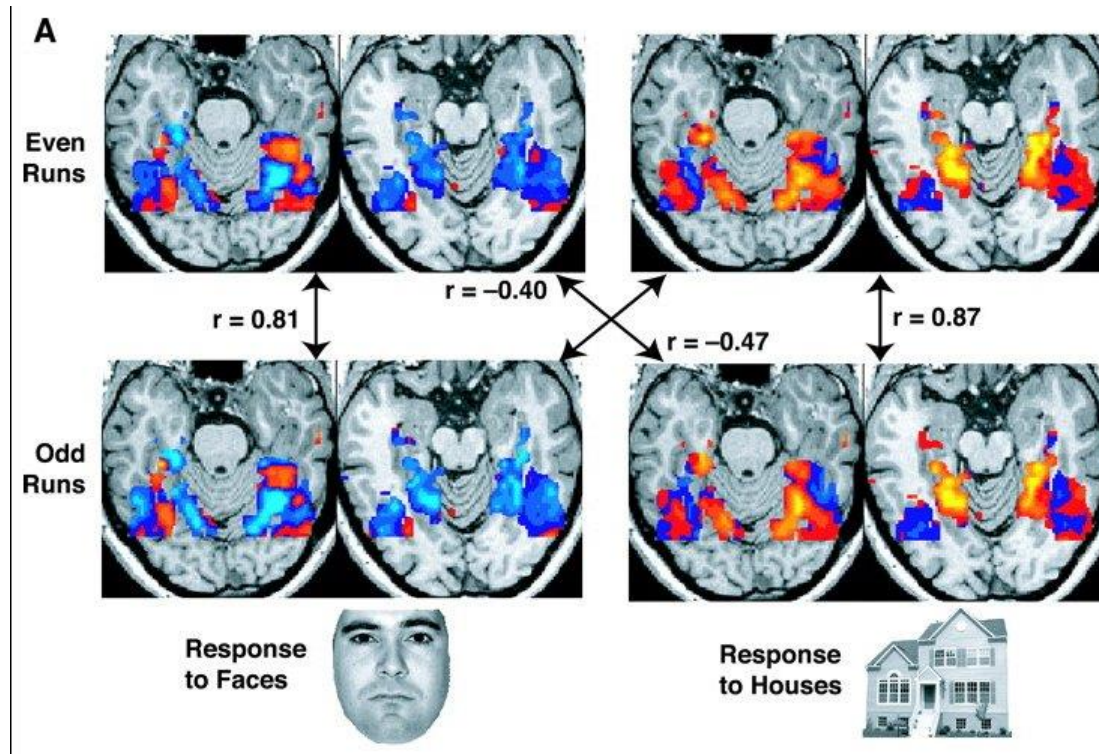 A
Even
Runs
r = –0.40
r = 0.81
r = 0.87
r = –0.47
Odd
Runs
Response
to Faces
Response
to Houses